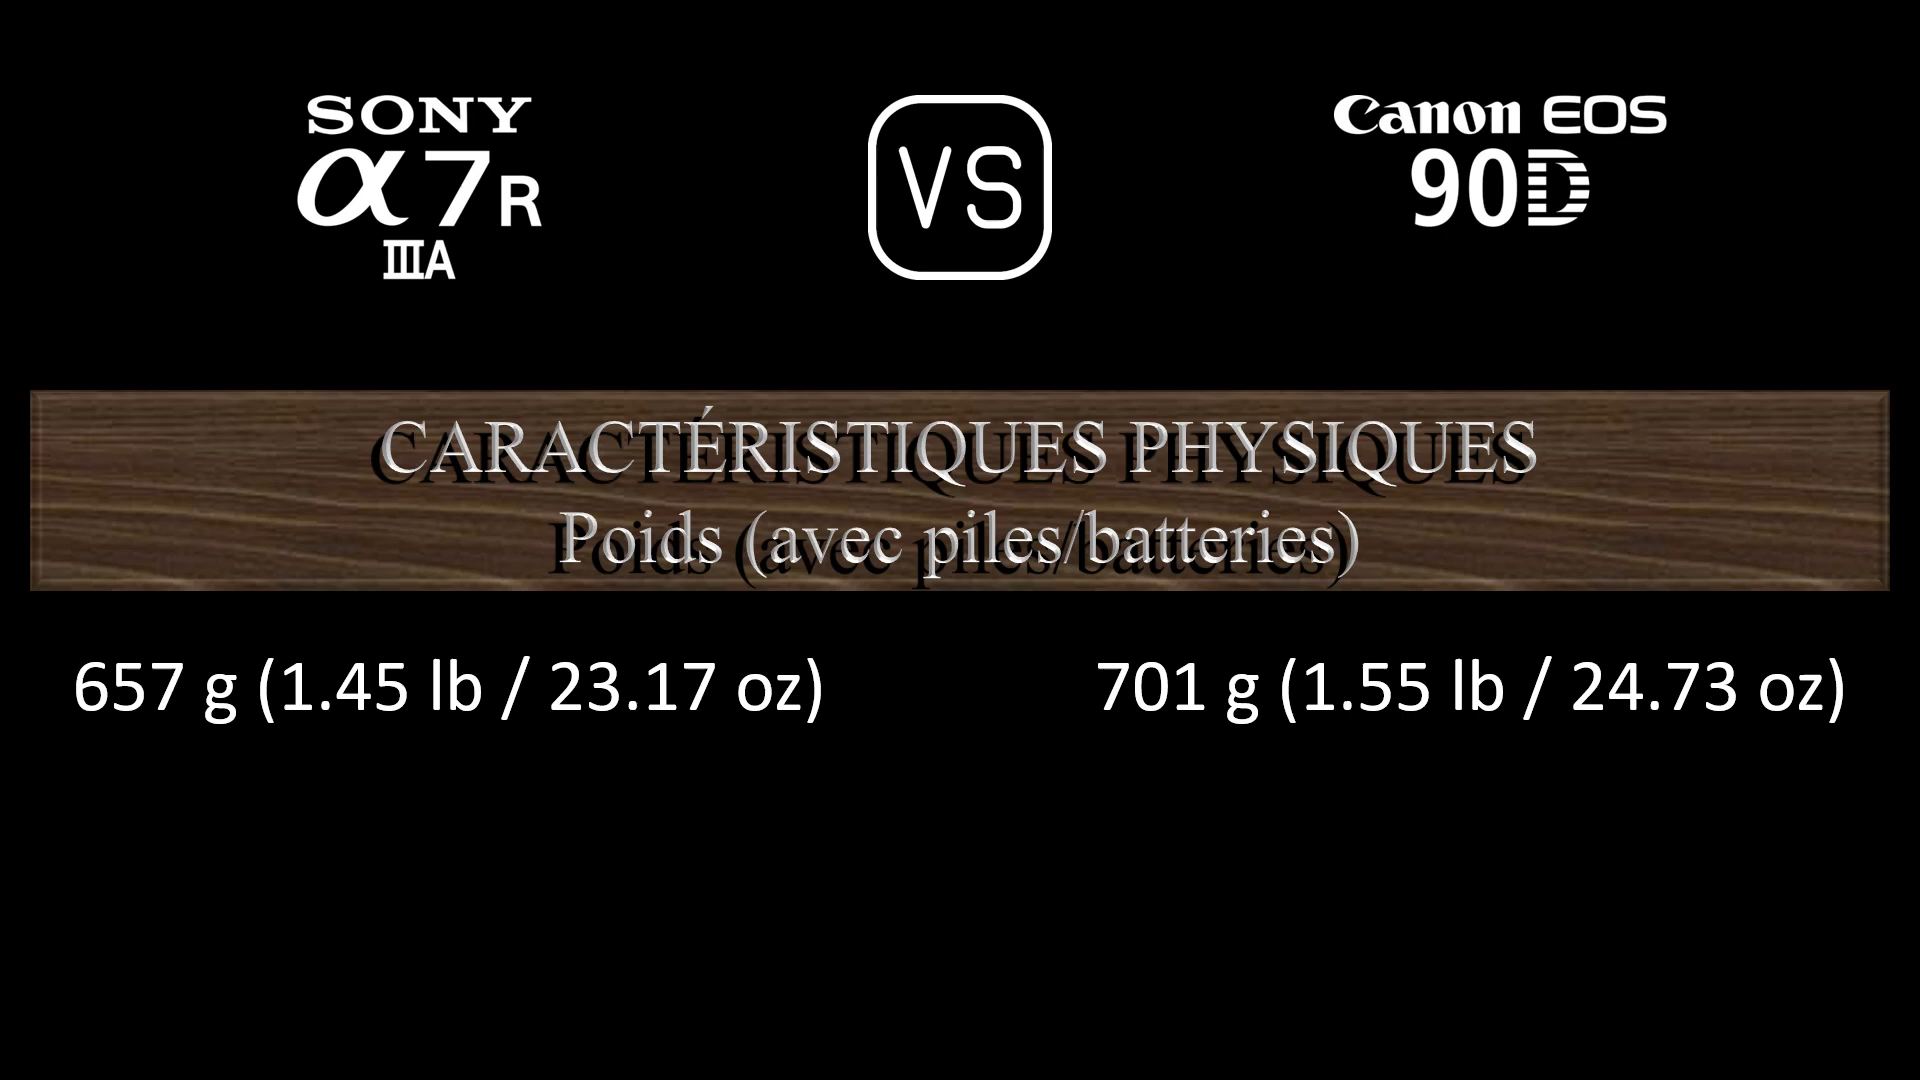 SONY
α7R
IIIA
VS
Canon EOS
90D
CARACTÉRISTIQUES PHYSIQUES
Poids (avec piles/batteries)
657 g (1.45 lb / 23.17 oz)
701 g (1.55 lb / 24.73 oz)